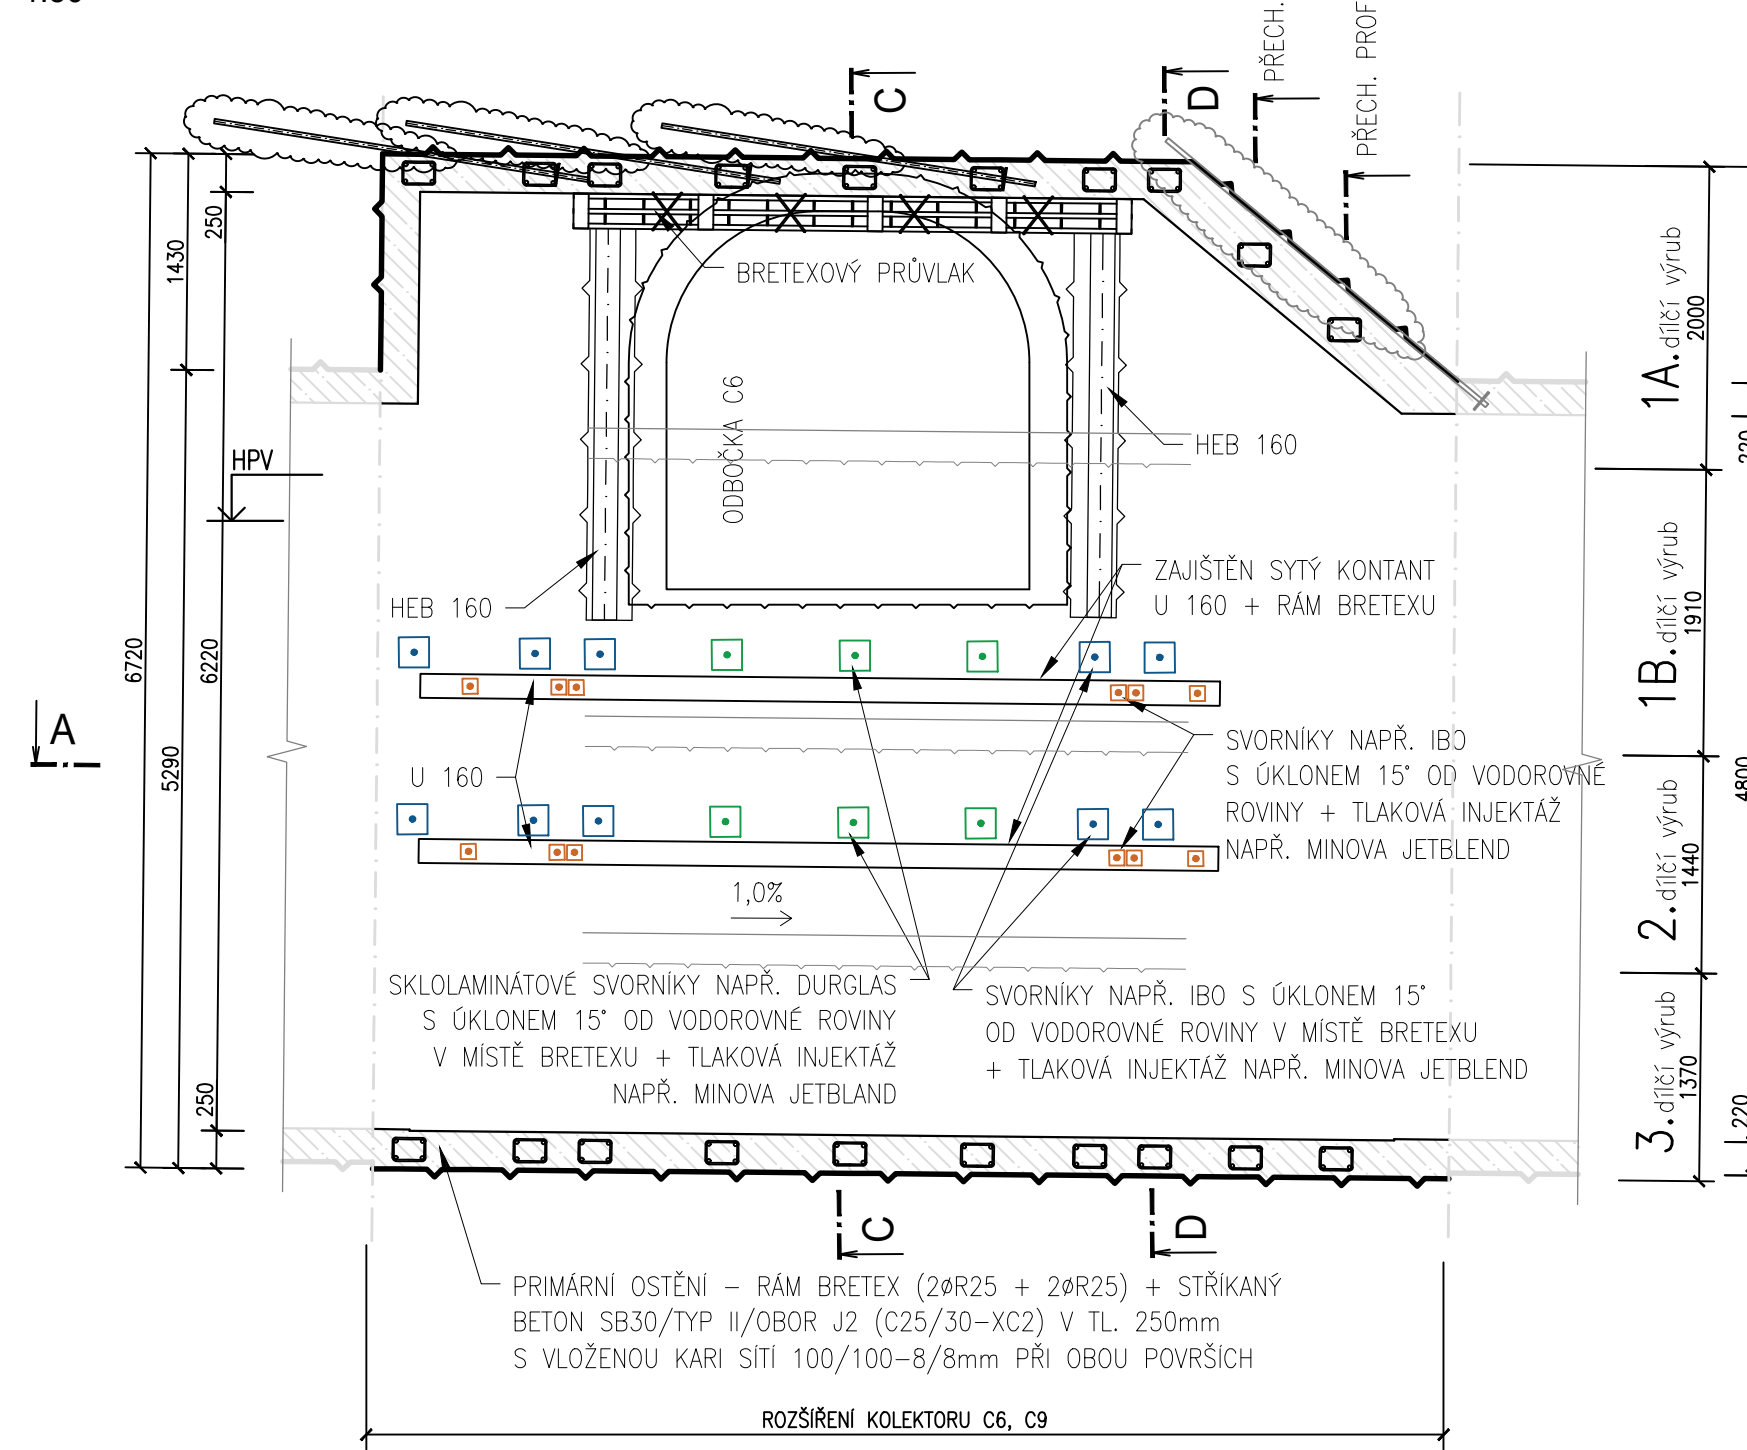 C
D
PŘECH.
PŘECH. PROF
250
1430
6720
6220
5290
250
HPV
A
BRETEXOVÝ PRŮVLAK
ODBOČKA C6
HEB 160
HEB 160
ZAJIŠTĚN SYTÝ KONTANT
U 160 + RÁM BRETEXU
U 160
SVORNÍKY NAPŘ. IBO
S ÚKLONEM 15° OD VODOROVNÉ
ROVINY + TLAKOVÁ INJEKTÁŽ
NAPŘ. MINOVA JETBLEND
1,0%
SKLOLAMINÁTOVÉ SVORNÍKY NAPŘ. DURGLAS
S ÚKLONEM 15° OD VODOROVNÉ ROVINY
V MÍSTĚ BRETEXU + TLAKOVÁ INJEKTÁŽ
NAPŘ. MINOVA JETBLAND
SVORNÍKY NAPŘ. IBO S ÚKLONEM 15°
OD VODOROVNÉ ROVINY V MÍSTĚ BRETEXU
+ TLAKOVÁ INJEKTÁŽ NAPŘ. MINOVA JETBLEND
1A.dílčí výrub
2000
1B.dílčí výrub
1910
2.dílčí výrub
1440
3.dílčí výrub
1370
220
4800
220
C
D
PRIMÁRNÍ OSTĚNÍ – RÁM BRETEX (2øR25 + 2øR25) + STŘÍKANÝ
BETON SB30/TYP II/OBOR J2 (C25/30–XC2) V TL. 250mm
S VLOŽENOU KARI SÍTÍ 100/100–8/8mm PŘI OBOU POVRŠÍCH
ROZŠÍŘENÍ KOLEKTORU C6, C9